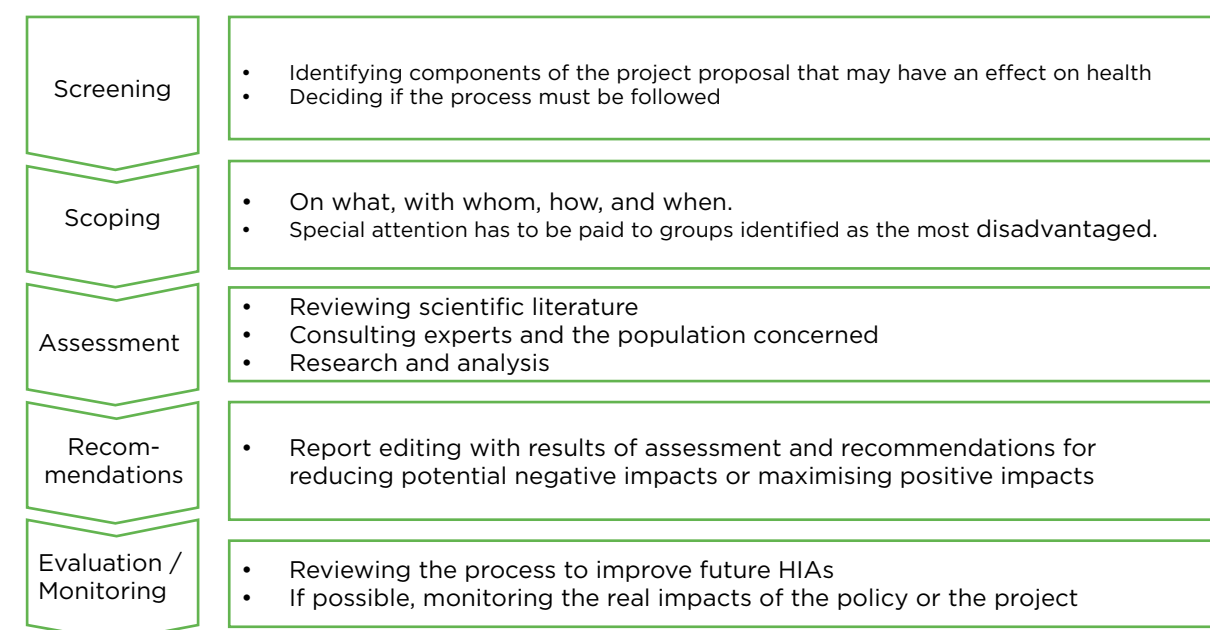 Screening
• Identifying components of the project proposal that may have an effect on health
• Deciding if the process must be followed
Scoping
• On what, with whom, how, and when.
• Special attention has to be paid to groups identified as the most disadvantaged.
Assessment
• Reviewing scientific literature
• Consulting experts and the population concerned
• Research and analysis
Recom-
mendations
• Report editing with results of assessment and recommendations for
reducing potential negative impacts or maximising positive impacts
Evaluation /
Monitoring
• Reviewing the process to improve future HIAs
• If possible, monitoring the real impacts of the policy or the project